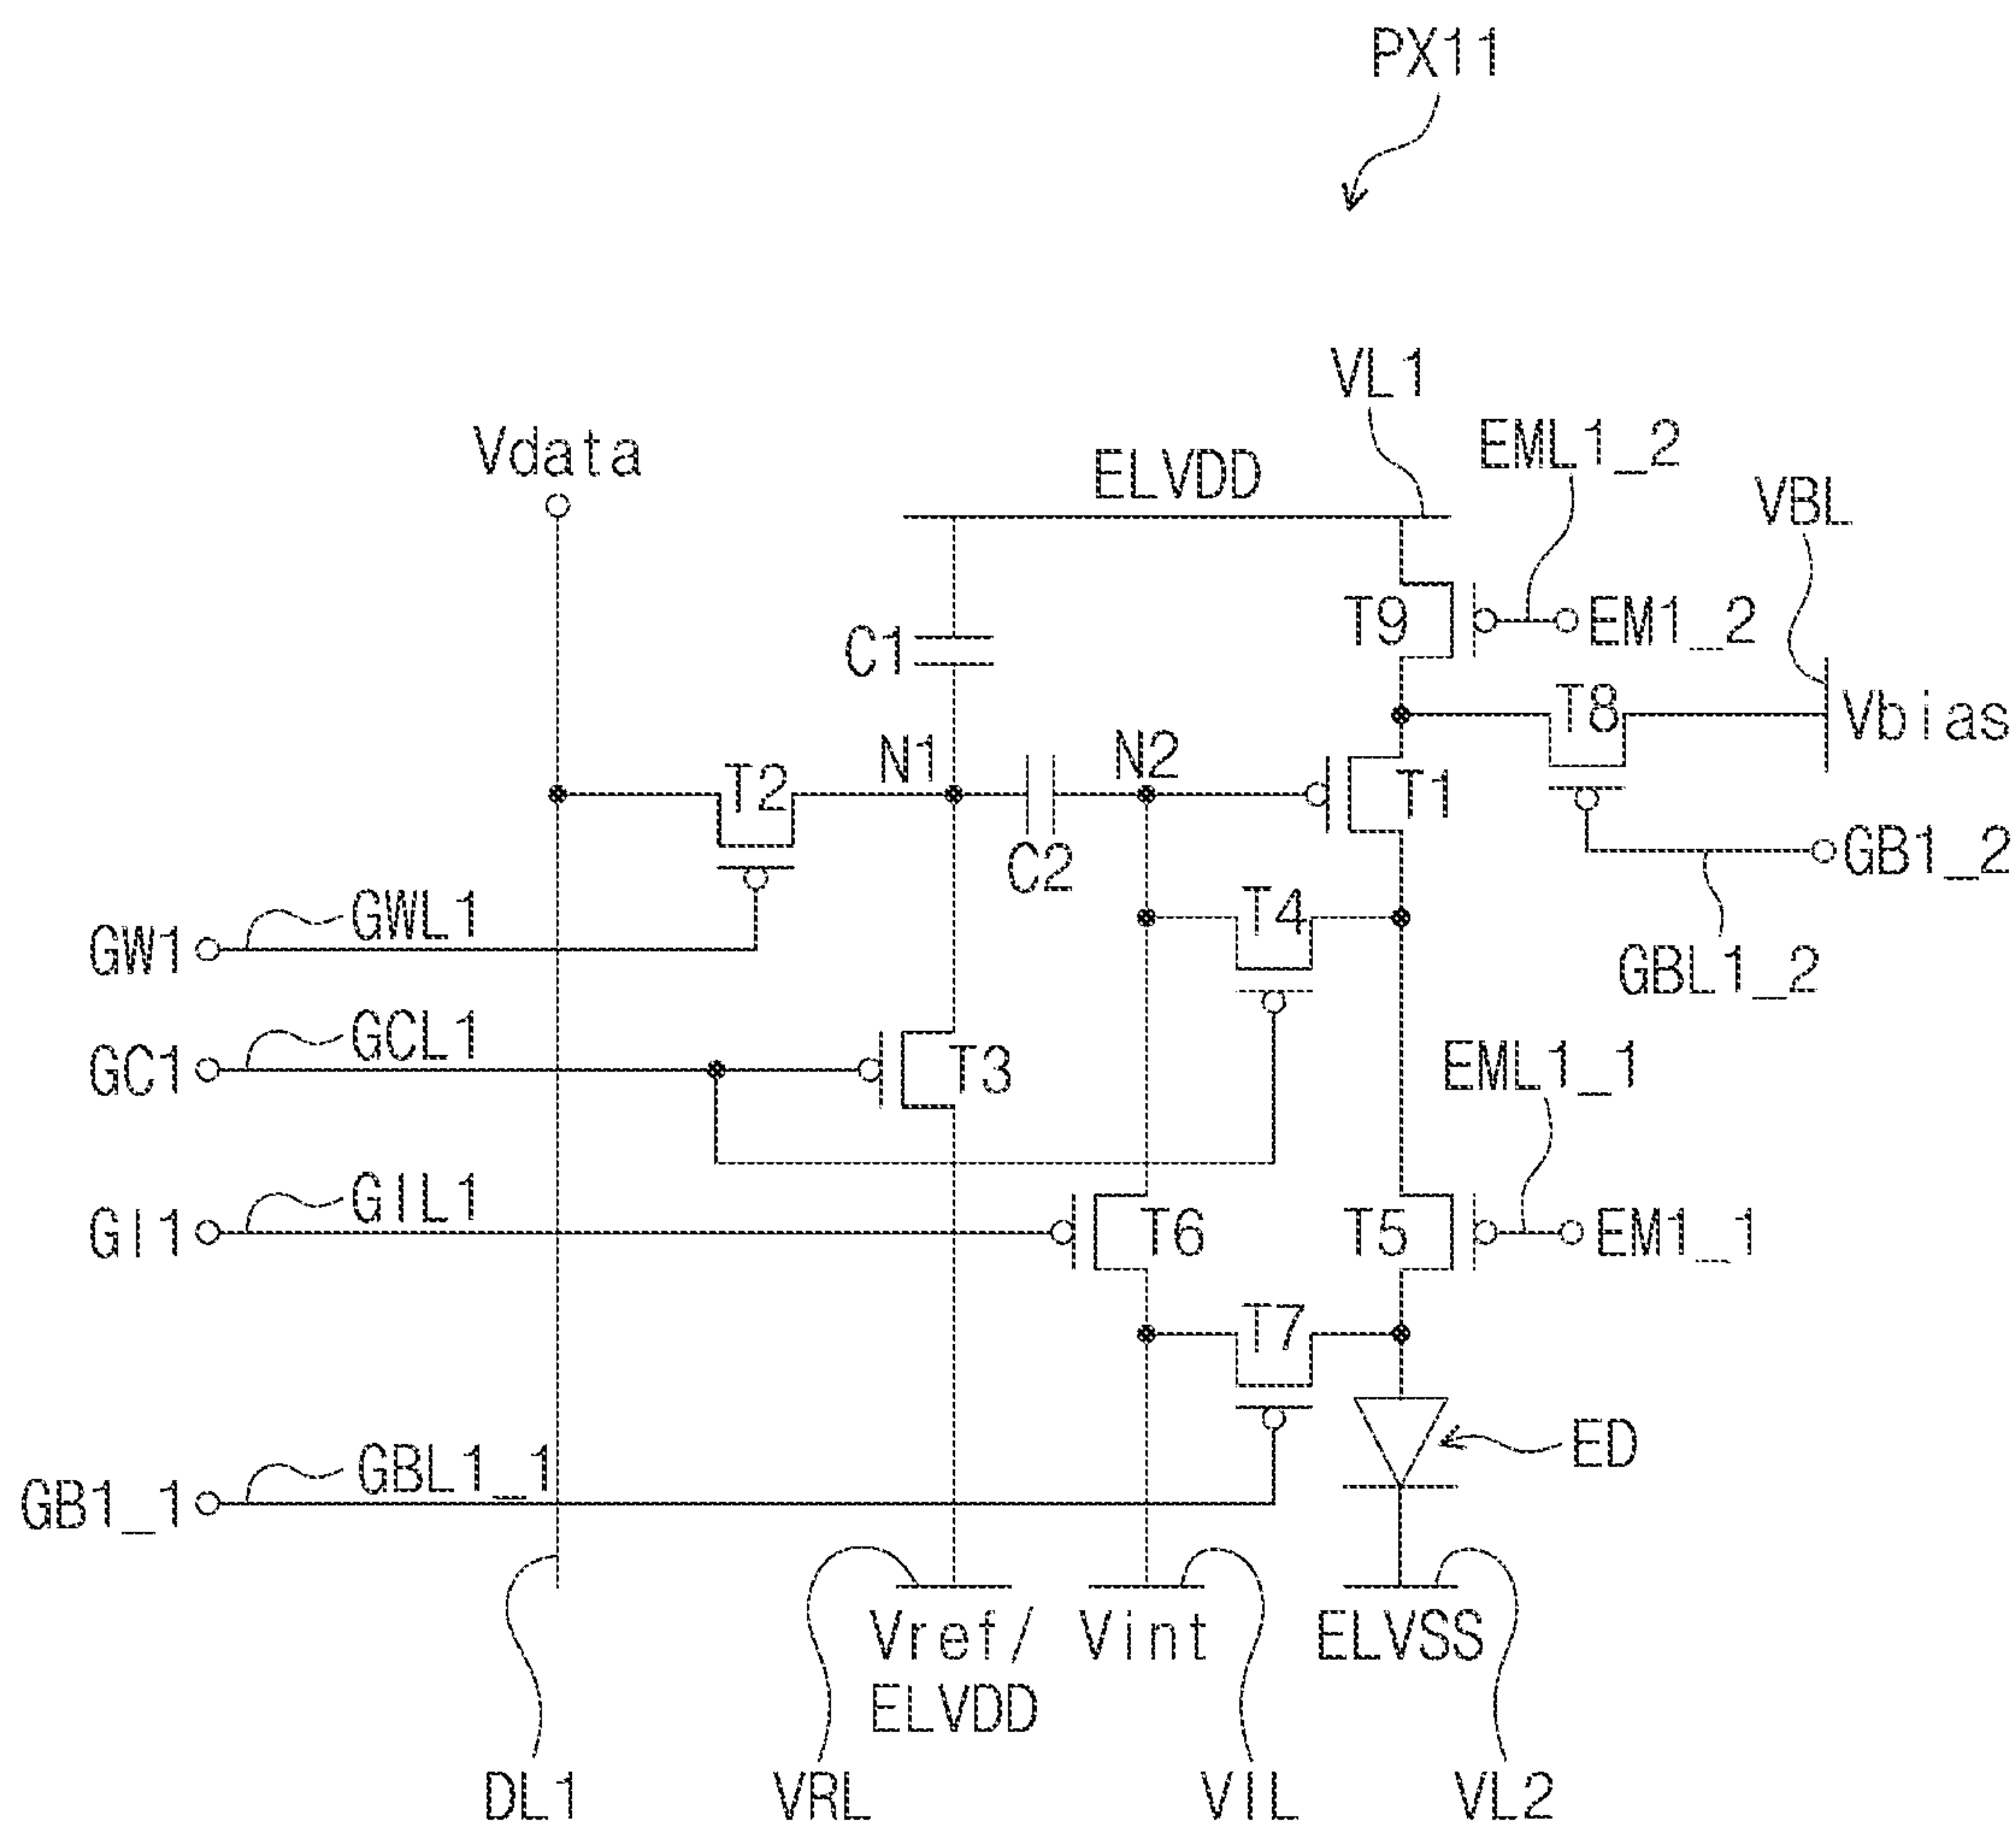 PX11
VL1
Vdata
ELVDD
EML1_2
VBL
T9
EM1_2
C1
T8
Vbias
N1
N2
T2
T1
C2
GB1_2
GWL1
T4
GW1
GBL1_2
GCL1
GC1
T3
EML1_1
GIL1
GI1
T6
T5
EM1_1
T7
ED
GBL1_1
GB1_1
Vref/
ELVDD
Vint
ELVSS
DL1
VRL
VIL
VL2